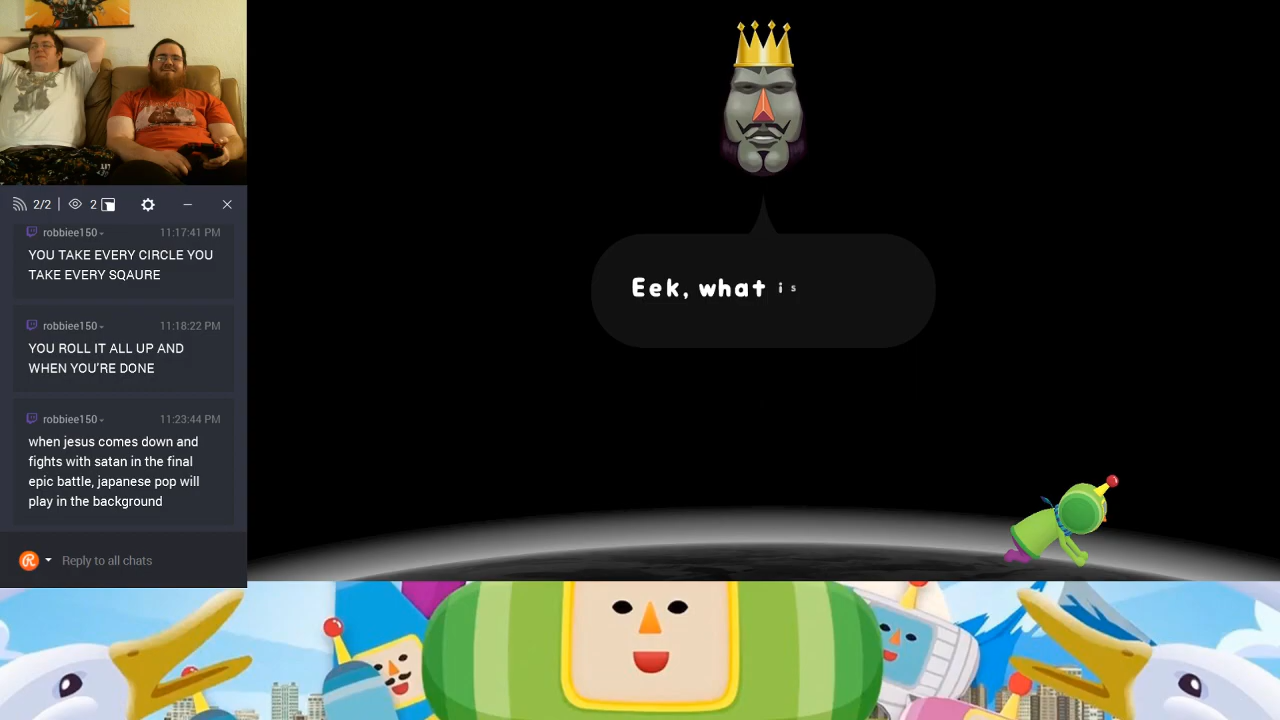 2/2 | 2
robbiee150 11:17:41 PM
YOU TAKE EVERY CIRCLE YOU
TAKE EVERY SQAURE
robbiee150 11:18:22 PM
YOU ROLL IT ALL UP AND
WHEN YOU'RE DONE
robbiee150 11:23:44 PM
when jesus comes down and
fights with satan in the final
epic battle, japanese pop will
play in the background
Reply to all chats
Eek, what is